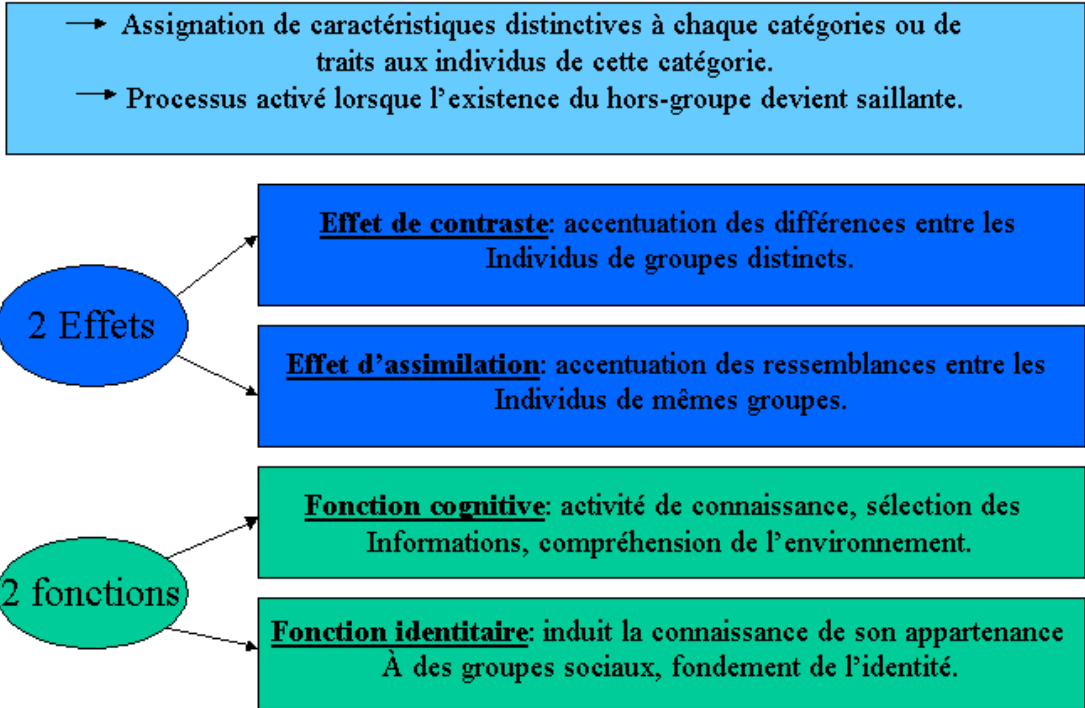 → Assignation de caractéristiques distinctives à chaque catégories ou de
traits aux individus de cette catégorie.
→ Processus activé lorsque l’existence du hors-groupe devient saillante.
2 Effets
Effet de contraste: accentuation des différences entre les
Individus de groupes distincts.
Effet d’assimilation: accentuation des ressemblances entre les
Individus de mêmes groupes.
2 fonctions
Fonction cognitive: activité de connaissance, sélection des
Informations, compréhension de l’environnement.
Fonction identitaire: induit la connaissance de son appartenance
À des groupes sociaux, fondement de l’identité.